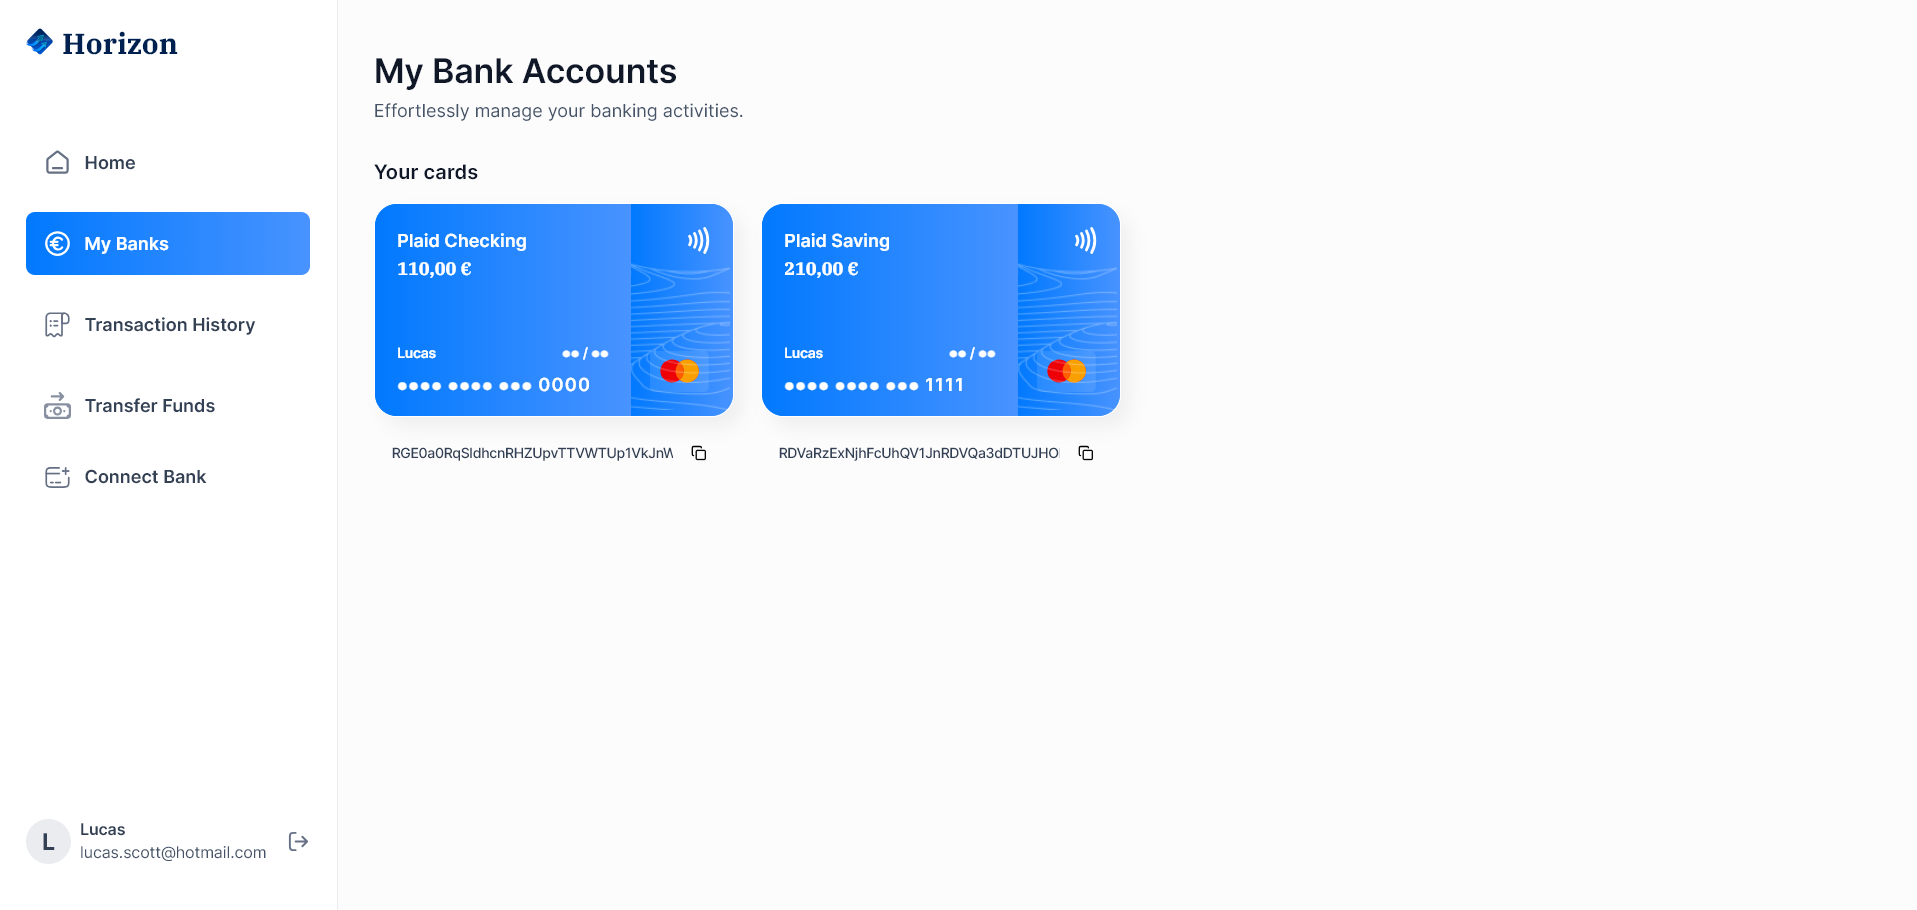 Horizon
Home
My Banks
Transaction History
Transfer Funds
Connect Bank
L
Lucas
lucas.scott@hotmail.com
My Bank Accounts
Effortlessly manage your banking activities.
Your cards
Plaid Checking
110,00 €
Lucas
●● / ●●
●●●● ●●●● ●●● 0000
RGE0a0RqSldhcnRHZUpvTTVWTUp1VkJnW
Plaid Saving
210,00 €
Lucas
●● / ●●
●●●● ●●●● ●●● 1111
RDVaRzExNjhFcUhQV1JnRDVQa3dDTUJHO